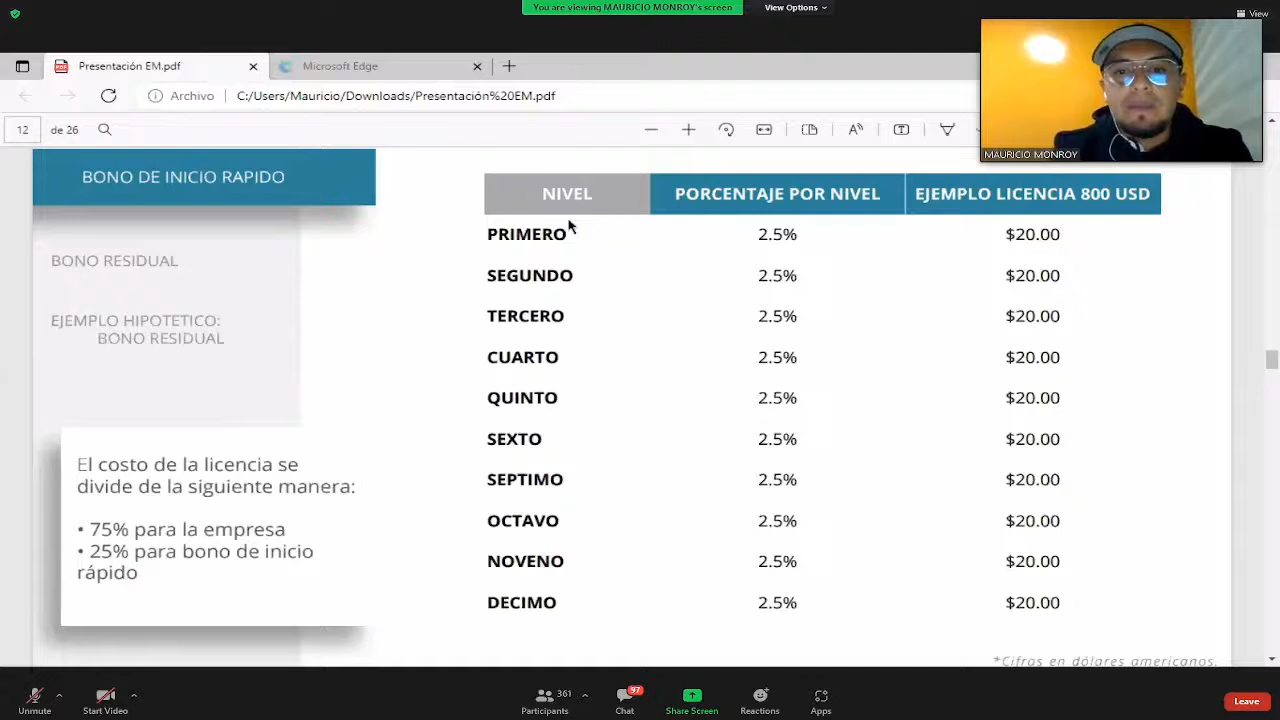 You are viewing MAURICIO MONROY's screen
View Options
View
Presentación EM.pdf
Microsoft Edge
Archivo
C:/Users/Mauricio/Downloads/Presentación%20EM.pdf
12
de 26
MAURICIO MONROY
BONO DE INICIO RAPIDO
BONO RESIDUAL
EJEMPLO HIPOTETICO:
BONO RESIDUAL
El costo de la licencia se
divide de la siguiente manera:
• 75% para la empresa
• 25% para bono de inicio
rápido
NIVEL PORCENTAJE POR NIVEL EJEMPLO LICENCIA 800 USD
PRIMERO 2.5% $20.00
SEGUNDO 2.5% $20.00
TERCERO 2.5% $20.00
CUARTO 2.5% $20.00
QUINTO 2.5% $20.00
SEXTO 2.5% $20.00
SEPTIMO 2.5% $20.00
OCTAVO 2.5% $20.00
NOVENO 2.5% $20.00
DECIMO 2.5% $20.00
*Cifras en dólares americanos.
Unmute
Start Video
Participants 361
Chat 97
Share Screen
Reactions
Apps
Leave